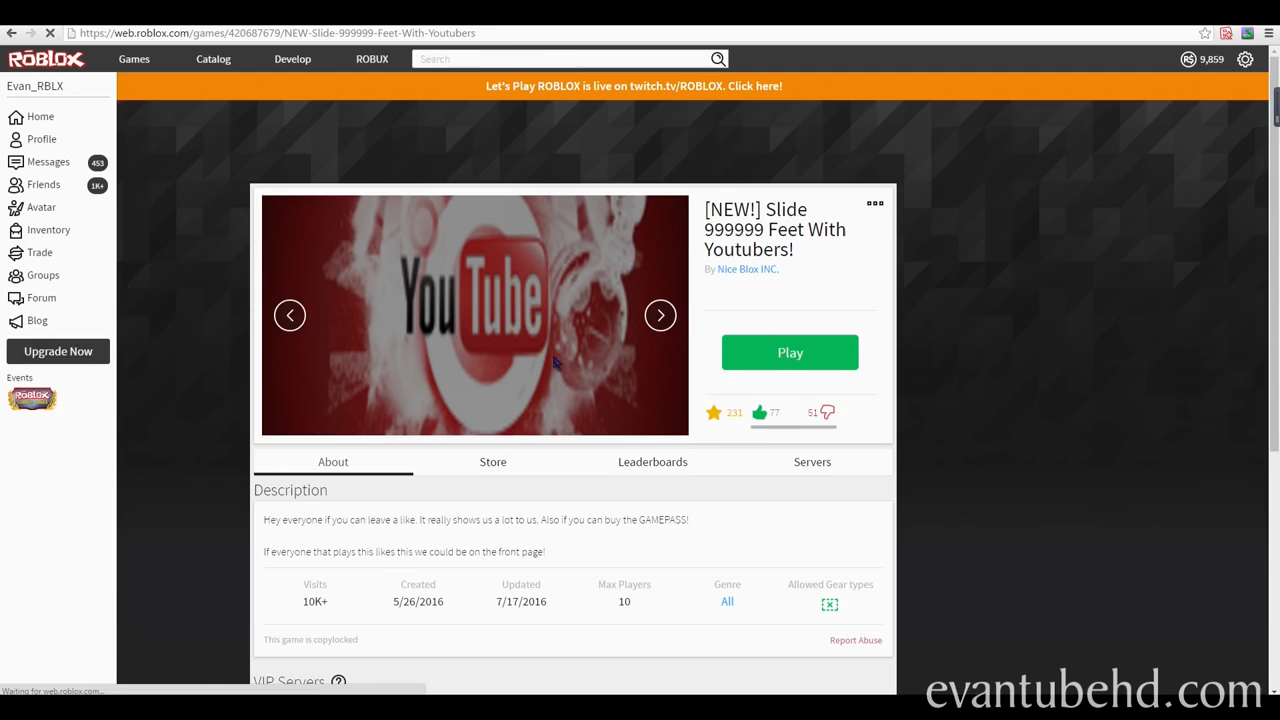 https://web.roblox.com/games/420687679/NEW-Slide-999999-Feet-With-Youtubers
ROBLOX
Games
Catalog
Develop
ROBUX
Search
R$ 9,859
Evan_RBLX
Let's Play ROBLOX is live on twitch.tv/ROBLOX. Click here!
Home
Profile
Messages 453
Friends 1K+
Avatar
Inventory
Trade
Groups
Forum
Blog
Upgrade Now
Events
ROBLOX
YouTube
[NEW!] Slide
999999 Feet With
Youtubers!
By Nice Blox INC.
Play
231 77 51
About
Store
Leaderboards
Servers
Description
Hey everyone if you can leave a like. It really shows us a lot to us. Also if you can buy the GAMEPASS!
If everyone that plays this likes this we could be on the front page!
Visits Created Updated Max Players Genre Allowed Gear types
10K+ 5/26/2016 7/17/2016 10 All
This game is copylocked
Report Abuse
VIP Servers ?
Waiting for web.roblox.com...
evantubehd.com